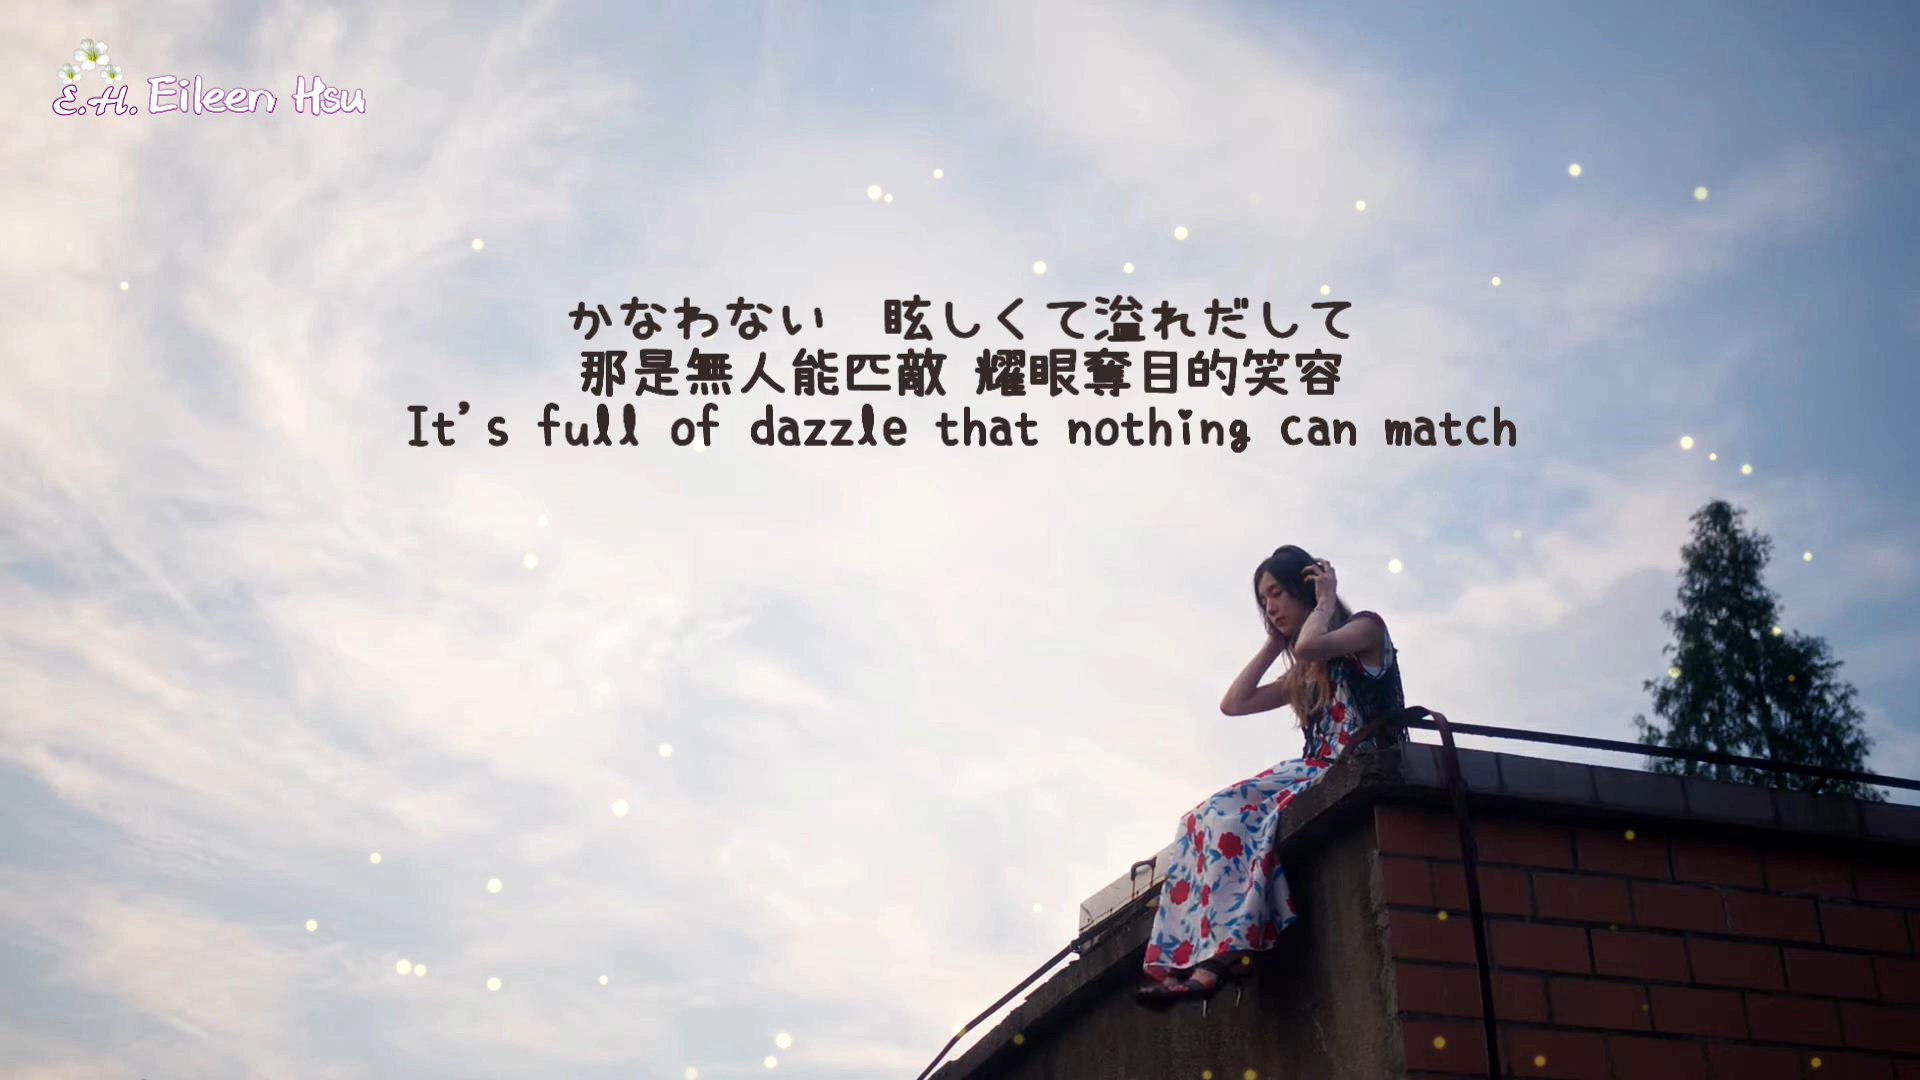 E.H. Eileen Hsu
かなわない　眩しくて溢れだして
那是無人能匹敵 耀眼奪目的笑容
It's full of dazzle that nothing can match